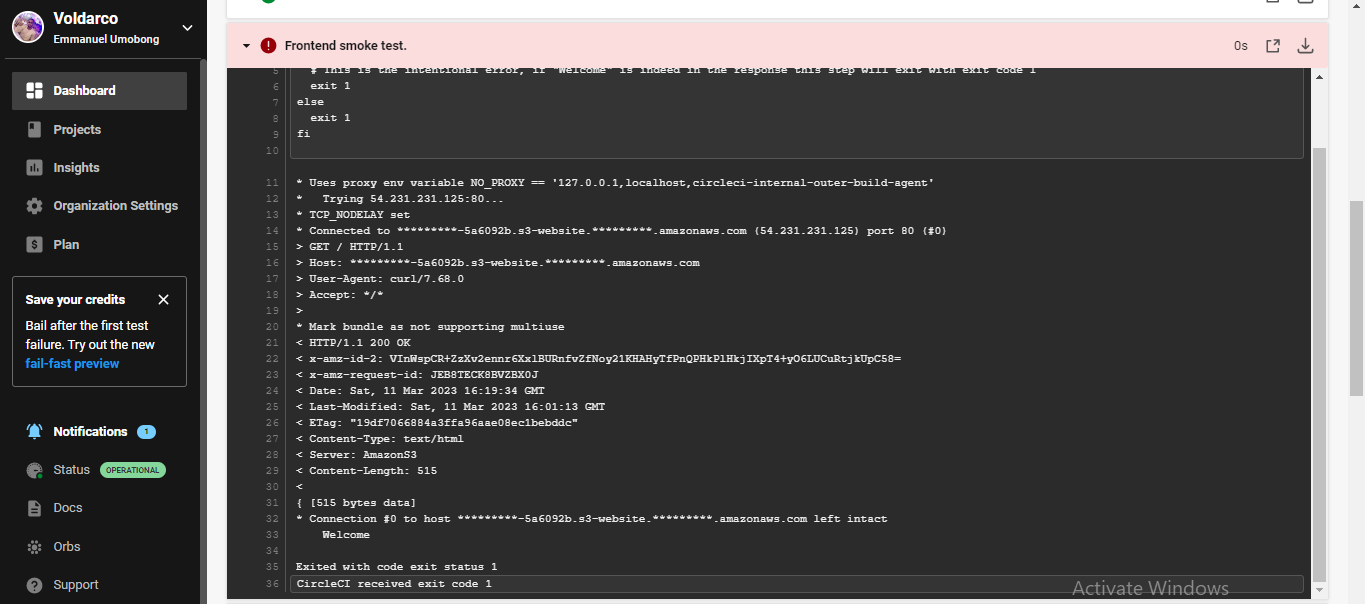 Voldarco
Emmanuel Umobong
Dashboard
Projects
Insights
Organization Settings
Plan
Save your credits
Bail after the first test
failure. Try out the new
fail-fast preview
Notifications 1
Status OPERATIONAL
Docs
Orbs
Support
Frontend smoke test. 0s
5 # This is the intentional error, if "Welcome" is indeed in the response this step will exit with exit code 1
6 exit 1
7 else
8 exit 1
9 fi
10
11 * Uses proxy env variable NO_PROXY == '127.0.0.1,localhost,circleci-internal-outer-build-agent'
12 * Trying 54.231.231.125:80...
13 * TCP_NODELAY set
14 * Connected to *********-5a6092b.s3-website.*********.amazonaws.com (54.231.231.125) port 80 (#0)
15 > GET / HTTP/1.1
16 > Host: *********-5a6092b.s3-website.*********.amazonaws.com
17 > User-Agent: curl/7.68.0
18 > Accept: */*
19 >
20 * Mark bundle as not supporting multiuse
21 < HTTP/1.1 200 OK
22 < x-amz-id-2: VInWspCR+ZzXv2ennr6XxlBURnfvZfNoy21KHAHyTfPnQPHkPlHkjIXpT4+yO6LUCuRtjkUpC58=
23 < x-amz-request-id: JEB8TECK8BVZBX0J
24 < Date: Sat, 11 Mar 2023 16:19:34 GMT
25 < Last-Modified: Sat, 11 Mar 2023 16:01:13 GMT
26 < ETag: "19df7066884a3ffa96aae08ec1bebddc"
27 < Content-Type: text/html
28 < Server: AmazonS3
29 < Content-Length: 515
30 <
31 { [515 bytes data]
32 * Connection #0 to host *********-5a6092b.s3-website.*********.amazonaws.com left intact
33 Welcome
34
35 Exited with code exit status 1
36 CircleCI received exit code 1
Activate Windows